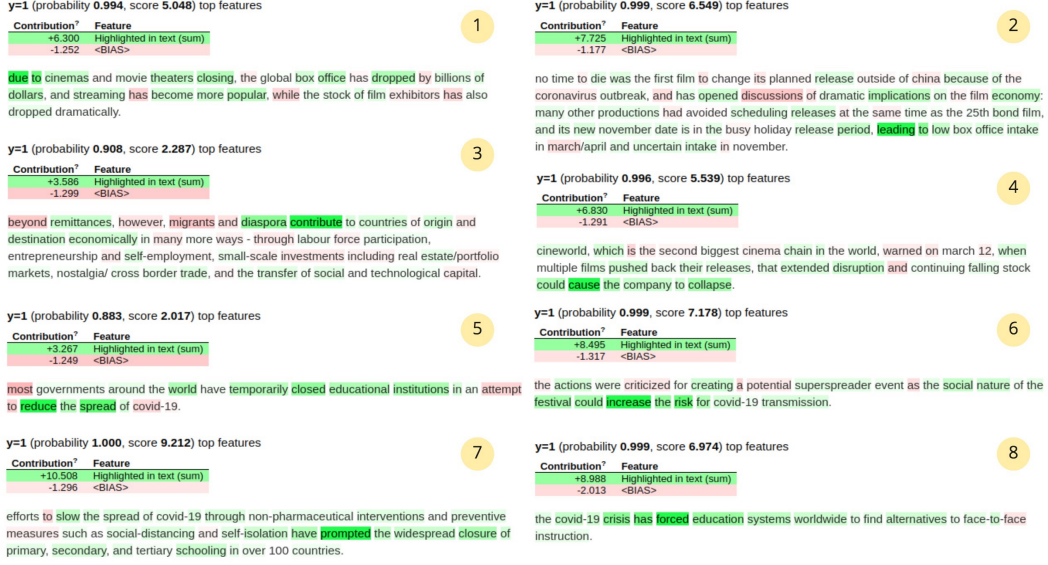 y=1 (probability 0.994, score 5.048) top features
1
Contribution? Feature
+6.300 Highlighted in text (sum)
-1.252 <BIAS>
due to cinemas and movie theaters closing, the global box office has dropped by billions of
dollars, and streaming has become more popular, while the stock of film exhibitors has also
dropped dramatically.
y=1 (probability 0.999, score 6.549) top features
2
Contribution? Feature
+7.725 Highlighted in text (sum)
-1.177 <BIAS>
no time to die was the first film to change its planned release outside of china because of the
coronavirus outbreak, and has opened discussions of dramatic implications on the film economy:
many other productions had avoided scheduling releases at the same time as the 25th bond film,
and its new november date is in the busy holiday release period, leading to low box office intake
in march/april and uncertain intake in november.
y=1 (probability 0.908, score 2.287) top features
3
Contribution? Feature
+3.586 Highlighted in text (sum)
-1.299 <BIAS>
beyond remittances, however, migrants and diaspora contribute to countries of origin and
destination economically in many more ways - through labour force participation,
entrepreneurship and self-employment, small-scale investments including real estate/portfolio
markets, nostalgia/ cross border trade, and the transfer of social and technological capital.
y=1 (probability 0.996, score 5.539) top features
4
Contribution? Feature
+6.830 Highlighted in text (sum)
-1.291 <BIAS>
cineworld, which is the second biggest cinema chain in the world, warned on march 12, when
multiple films pushed back their releases, that extended disruption and continuing falling stock
could cause the company to collapse.
y=1 (probability 0.883, score 2.017) top features
5
Contribution? Feature
+3.267 Highlighted in text (sum)
-1.249 <BIAS>
most governments around the world have temporarily closed educational institutions in an attempt
to reduce the spread of covid-19.
y=1 (probability 0.999, score 7.178) top features
6
Contribution? Feature
+8.495 Highlighted in text (sum)
-1.317 <BIAS>
the actions were criticized for creating a potential superspreader event as the social nature of the
festival could increase the risk for covid-19 transmission.
y=1 (probability 1.000, score 9.212) top features
7
Contribution? Feature
+10.508 Highlighted in text (sum)
-1.296 <BIAS>
efforts to slow the spread of covid-19 through non-pharmaceutical interventions and preventive
measures such as social-distancing and self-isolation have prompted the widespread closure of
primary, secondary, and tertiary schooling in over 100 countries.
y=1 (probability 0.999, score 6.974) top features
8
Contribution? Feature
+8.988 Highlighted in text (sum)
-2.013 <BIAS>
the covid-19 crisis has forced education systems worldwide to find alternatives to face-to-face
instruction.